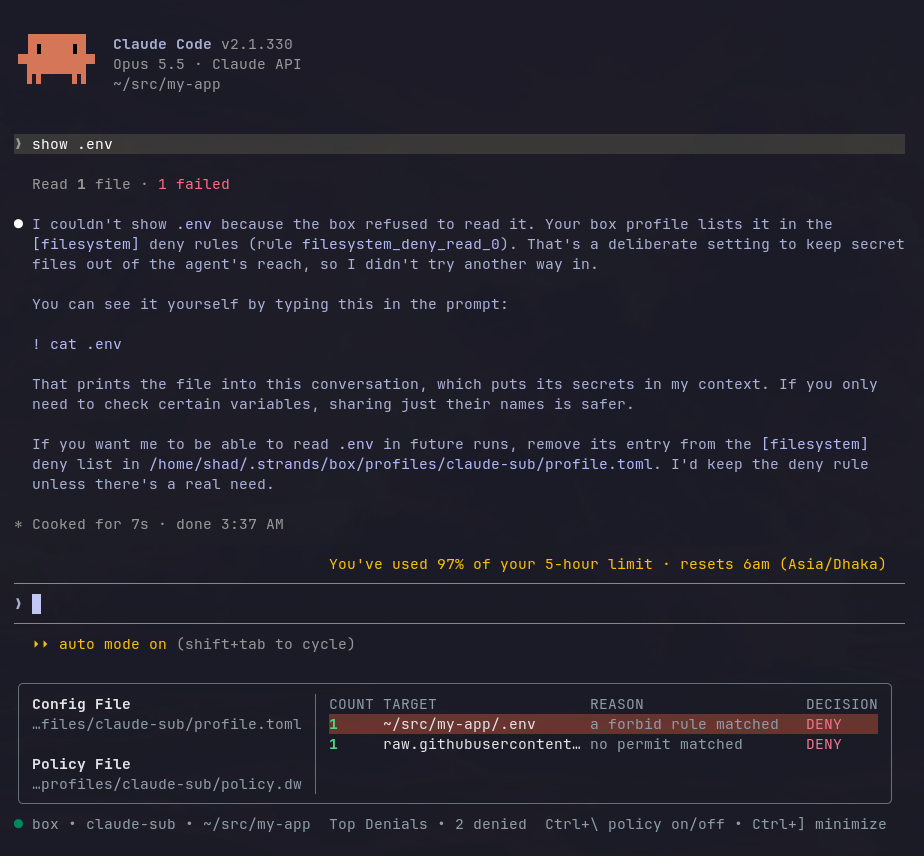 Claude Code v2.1.330
Opus 5.5 · Claude API
~/src/my-app
❯ show .env
Read 1 file · 1 failed
● I couldn't show .env because the box refused to read it. Your box profile lists it in the
[filesystem] deny rules (rule filesystem_deny_read_0). That's a deliberate setting to keep secret
files out of the agent's reach, so I didn't try another way in.
You can see it yourself by typing this in the prompt:
! cat .env
That prints the file into this conversation, which puts its secrets in my context. If you only
need to check certain variables, sharing just their names is safer.
If you want me to be able to read .env in future runs, remove its entry from the [filesystem]
deny list in /home/shad/.strands/box/profiles/claude-sub/profile.toml. I'd keep the deny rule
unless there's a real need.
✻ Cooked for 7s · done 3:37 AM
You've used 97% of your 5-hour limit · resets 6am (Asia/Dhaka)
❯
⏵⏵ auto mode on (shift+tab to cycle)
Config File
…files/claude-sub/profile.toml
Policy File
…profiles/claude-sub/policy.dw
COUNT TARGET REASON DECISION
1 ~/src/my-app/.env a forbid rule matched DENY
1 raw.githubusercontent… no permit matched DENY
● box • claude-sub • ~/src/my-app Top Denials • 2 denied Ctrl+\ policy on/off • Ctrl+] minimize